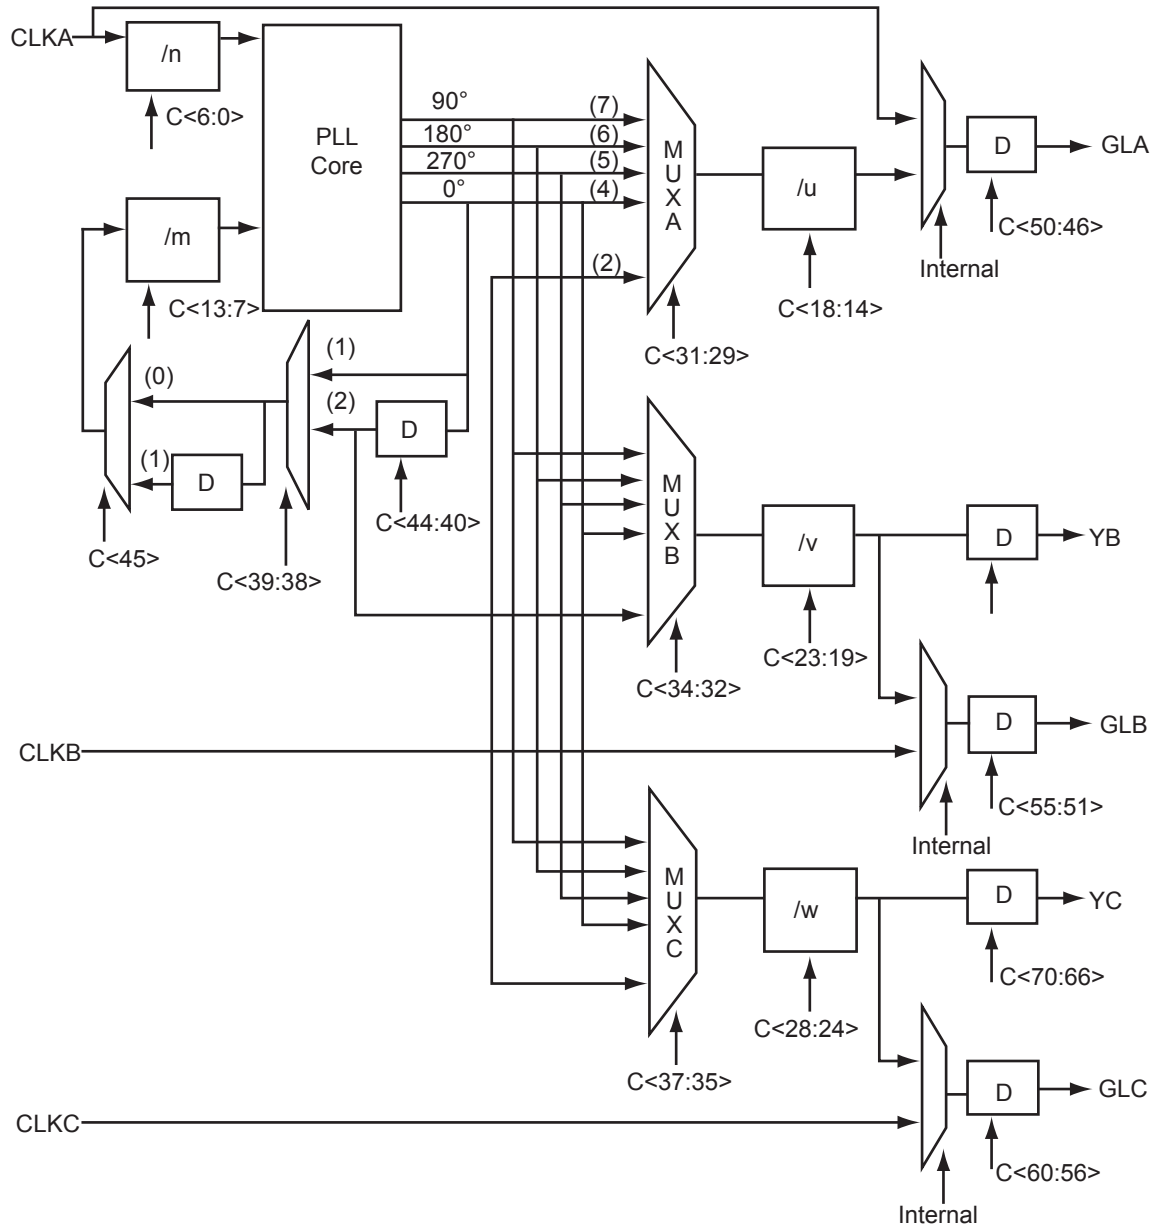 CLKA
/n
C<6:0>
PLL
Core
90°
180°
270°
0°
(7)
(6)
(5)
(4)
(2)
M
U
X
A
/u
D
GLA
C<50:46>
Internal
C<18:14>
C<31:29>
/m
C<13:7>
(1)
(0)
(2)
D
(1)
D
C<44:40>
C<45>
C<39:38>
M
U
X
B
/v
D
YB
C<23:19>
C<34:32>
CLKB
D
GLB
C<55:51>
Internal
M
U
X
C
/w
D
YC
C<70:66>
C<28:24>
C<37:35>
CLKC
D
GLC
C<60:56>
Internal